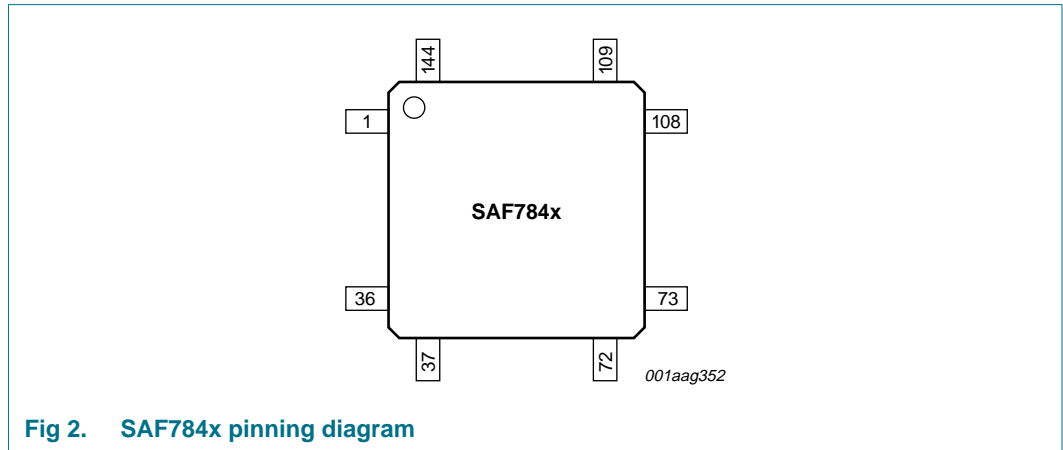 144 109
1 108
SAF784x
36 73
37 72
001aag352
Fig 2. SAF784x pinning diagram